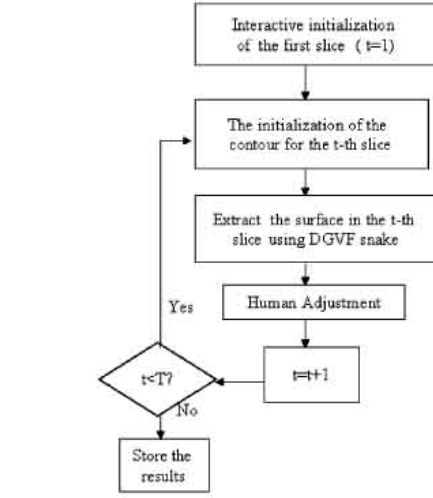 Interactive initialization
of the first slice ( t=1)
The initialization of the
contour for the t-th slice
Extract the surface in the t-th
slice using DGVF snake
Human Adjustment
t=t+1
t<T?
Yes
No
Store the
results